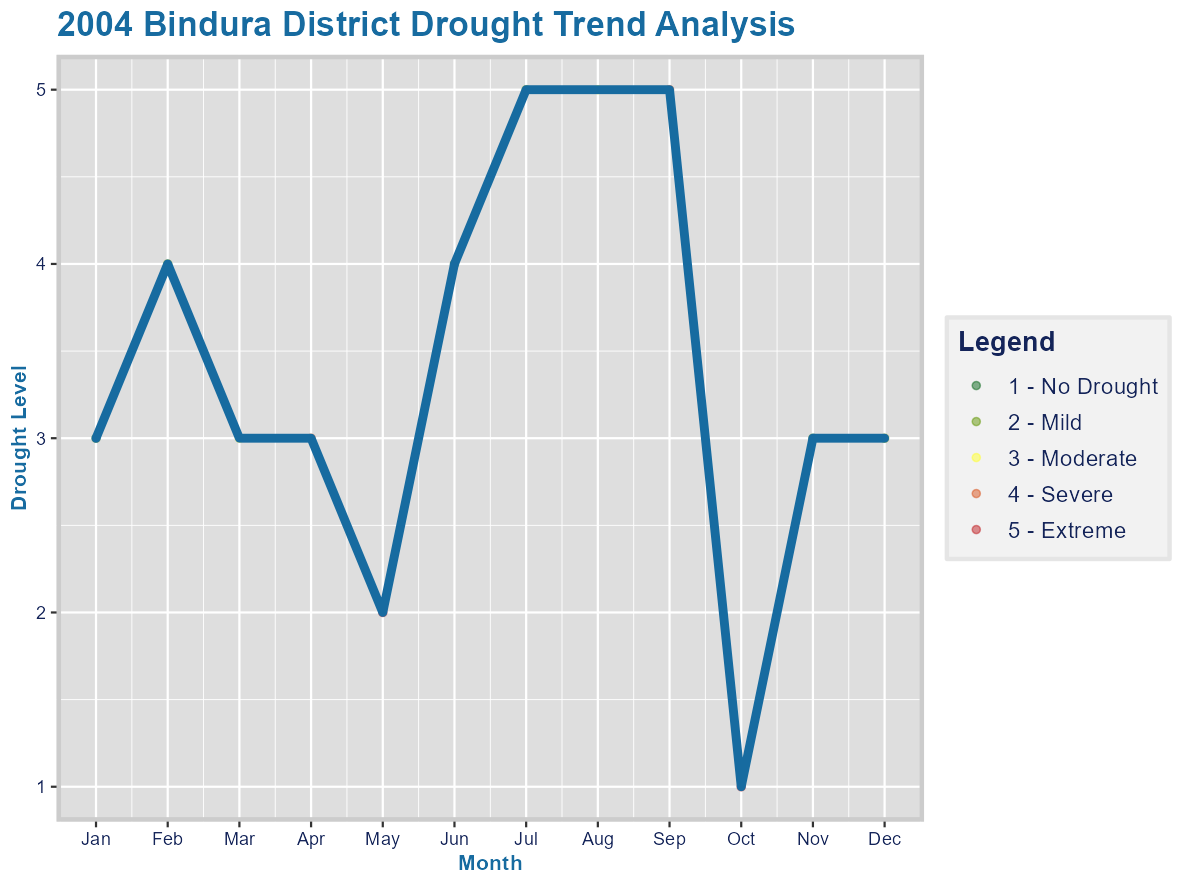 2004 Bindura District Drought Trend Analysis
Drought Level
5
4
3
2
1
Jan Feb Mar Apr May Jun Jul Aug Sep Oct Nov Dec
Month
Legend
1 - No Drought
2 - Mild
3 - Moderate
4 - Severe
5 - Extreme